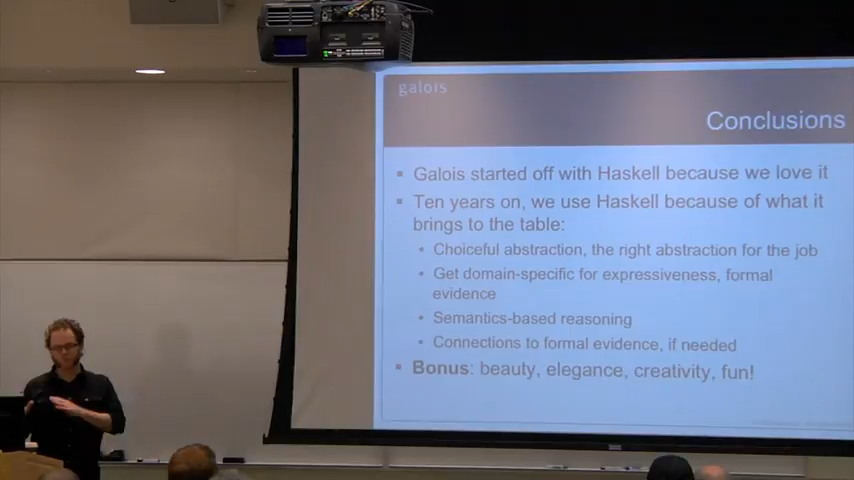 galois
Conclusions
Galois started off with Haskell because we love it
Ten years on, we use Haskell because of what it
brings to the table:
Choiceful abstraction, the right abstraction for the job
Get domain-specific for expressiveness, formal
evidence
Semantics-based reasoning
Connections to formal evidence, if needed
Bonus: beauty, elegance, creativity, fun!